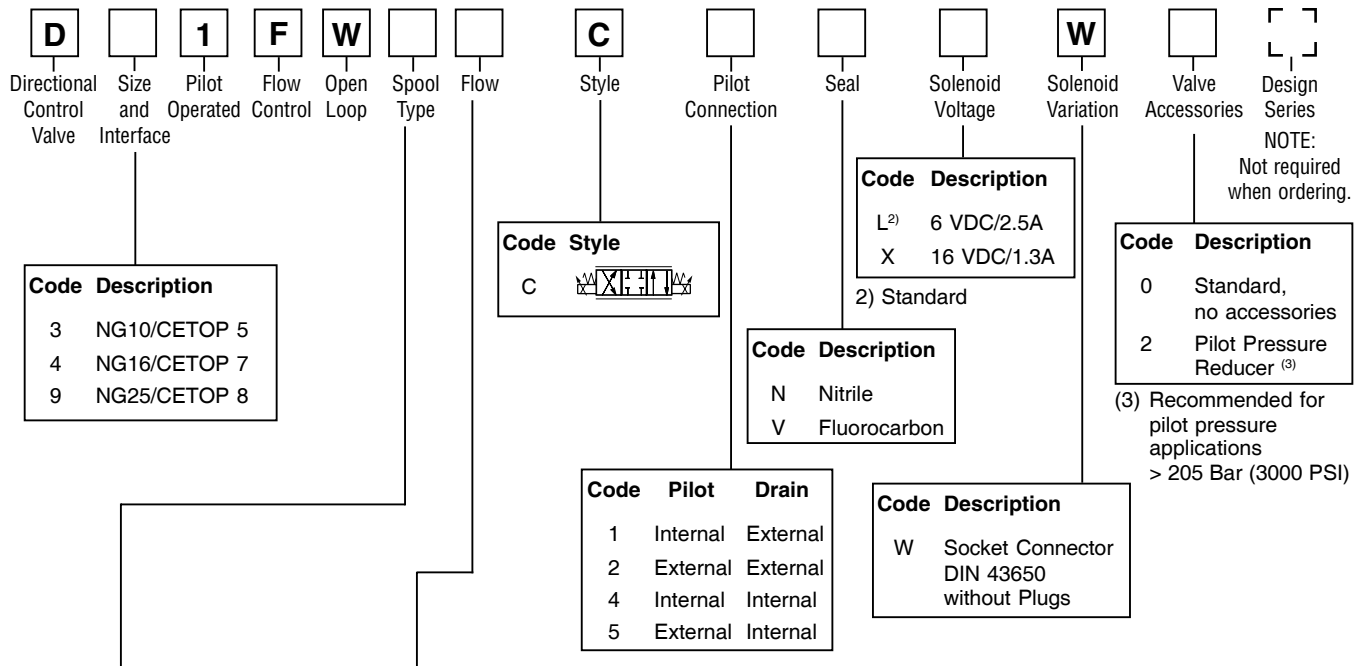 D 1 F W C W
Directional Control Valve
Size and Interface
Pilot Operated
Flow Control
Open Loop
Spool Type
Flow
Style
Pilot Connection
Seal
Solenoid Voltage
Solenoid Variation
Valve Accessories
Design Series
NOTE:
Not required
when ordering.
Code Description
3 NG10/CETOP 5
4 NG16/CETOP 7
9 NG25/CETOP 8
Code Style
C
Code Pilot Drain
1 Internal External
2 External External
4 Internal Internal
5 External Internal
Code Description
N Nitrile
V Fluorocarbon
Code Description
L2) 6 VDC/2.5A
X 16 VDC/1.3A
2) Standard
Code Description
W Socket Connector
DIN 43650
without Plugs
Code Description
0 Standard,
no accessories
2 Pilot Pressure
Reducer (3)
(3) Recommended for
pilot pressure
applications
> 205 Bar (3000 PSI)